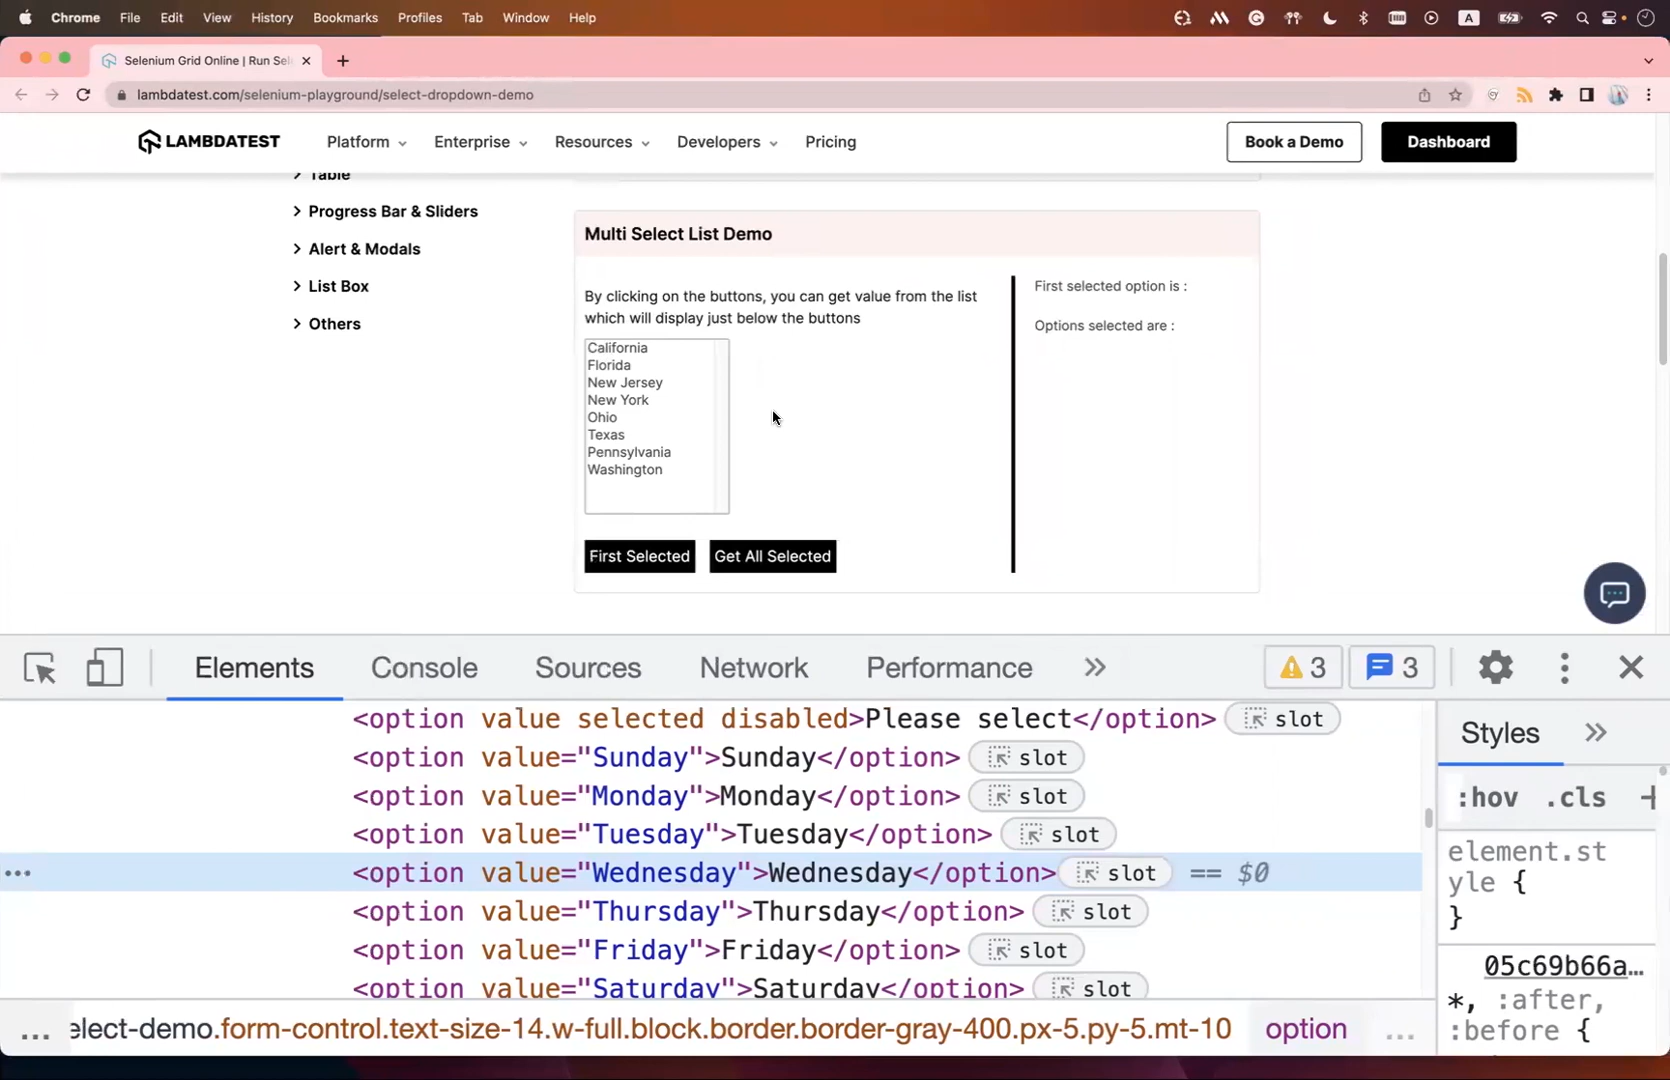 Chrome File Edit View History Bookmarks Profiles Tab Window Help A
Selenium Grid Online | Run Sel
lambdatest.com/selenium-playground/select-dropdown-demo
LAMBDATEST Platform Enterprise Resources Developers Pricing Book a Demo Dashboard
Table
Progress Bar & Sliders
Alert & Modals
List Box
Others
Multi Select List Demo
By clicking on the buttons, you can get value from the list
which will display just below the buttons
California
Florida
New Jersey
New York
Ohio
Texas
Pennsylvania
Washington
First Selected Get All Selected
First selected option is :
Options selected are :
Elements Console Sources Network Performance 3 3
<option value selected disabled>Please select</option> slot
<option value="Sunday">Sunday</option> slot
<option value="Monday">Monday</option> slot
<option value="Tuesday">Tuesday</option> slot
... <option value="Wednesday">Wednesday</option> slot == $0
<option value="Thursday">Thursday</option> slot
<option value="Friday">Friday</option> slot
<option value="Saturday">Saturday</option> slot
... elect-demo.form-control.text-size-14.w-full.block.border.border-gray-400.px-5.py-5.mt-10 option ...
Styles
:hov .cls +
element.st
yle {
}
05c69b66a…
*, :after,
:before {